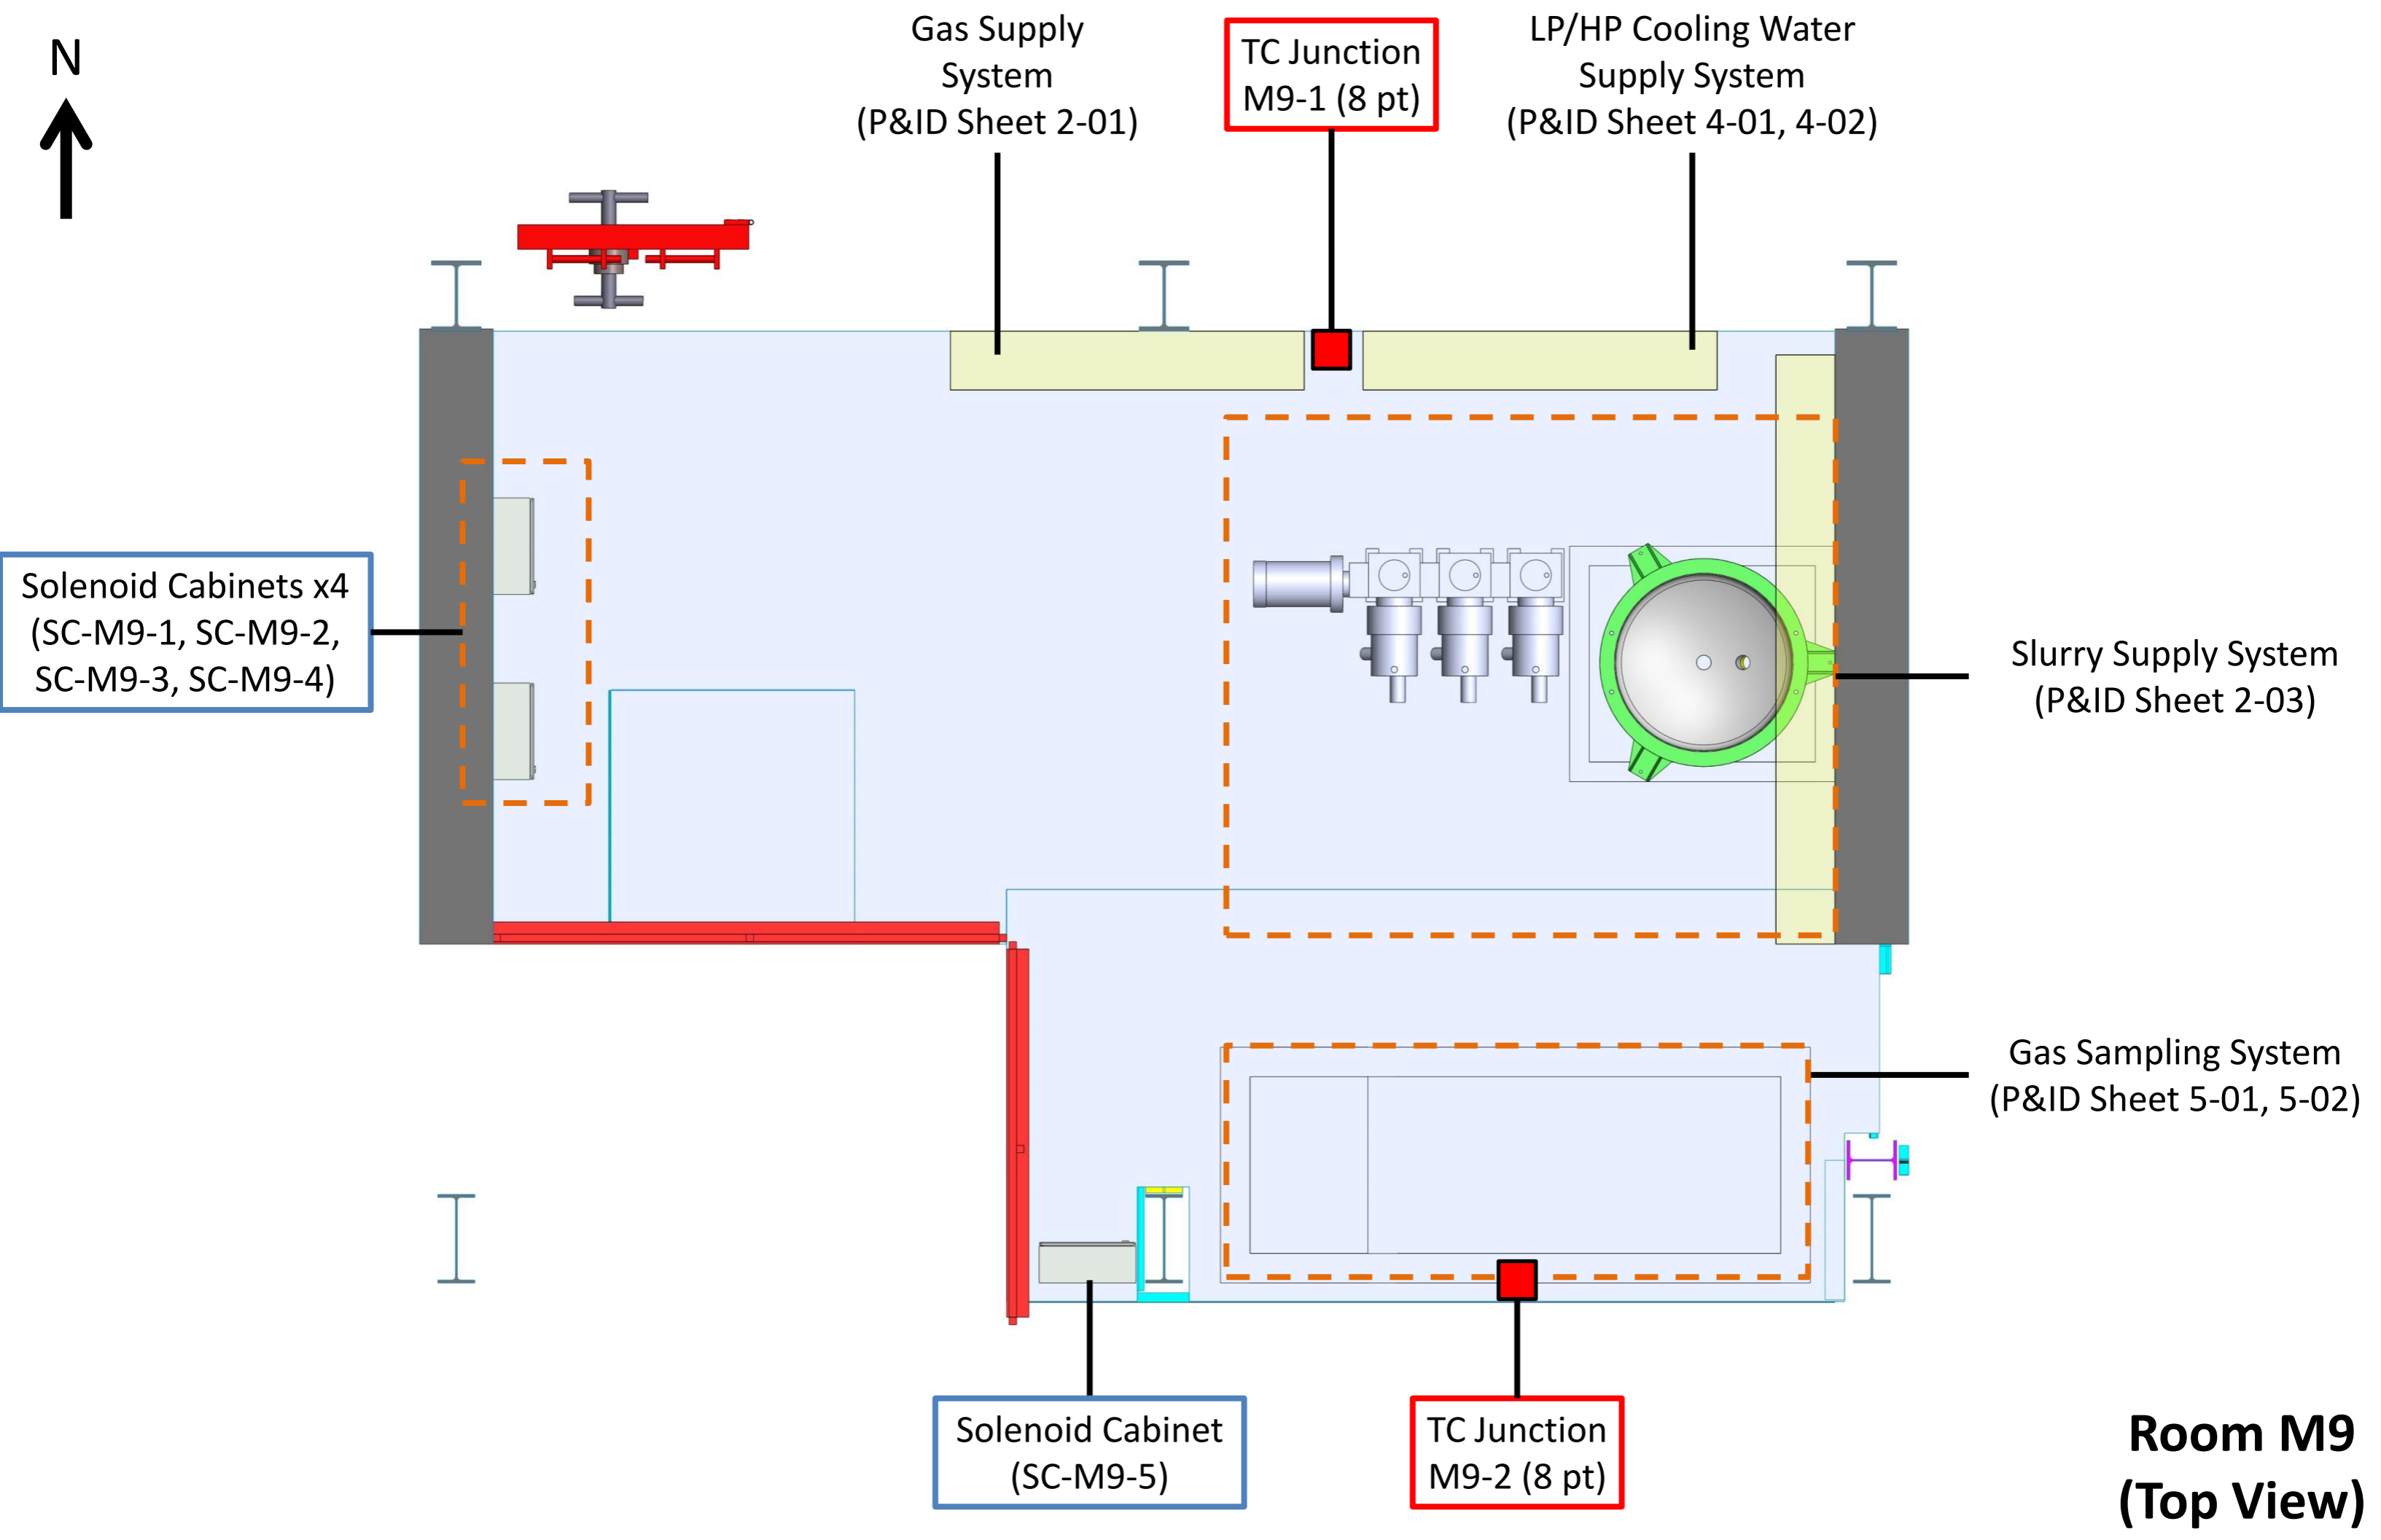 N
Gas Supply
System
(P&ID Sheet 2-01)
TC Junction
M9-1 (8 pt)
LP/HP Cooling Water
Supply System
(P&ID Sheet 4-01, 4-02)
Solenoid Cabinets x4
(SC-M9-1, SC-M9-2,
SC-M9-3, SC-M9-4)
Slurry Supply System
(P&ID Sheet 2-03)
Gas Sampling System
(P&ID Sheet 5-01, 5-02)
Solenoid Cabinet
(SC-M9-5)
TC Junction
M9-2 (8 pt)
Room M9
(Top View)